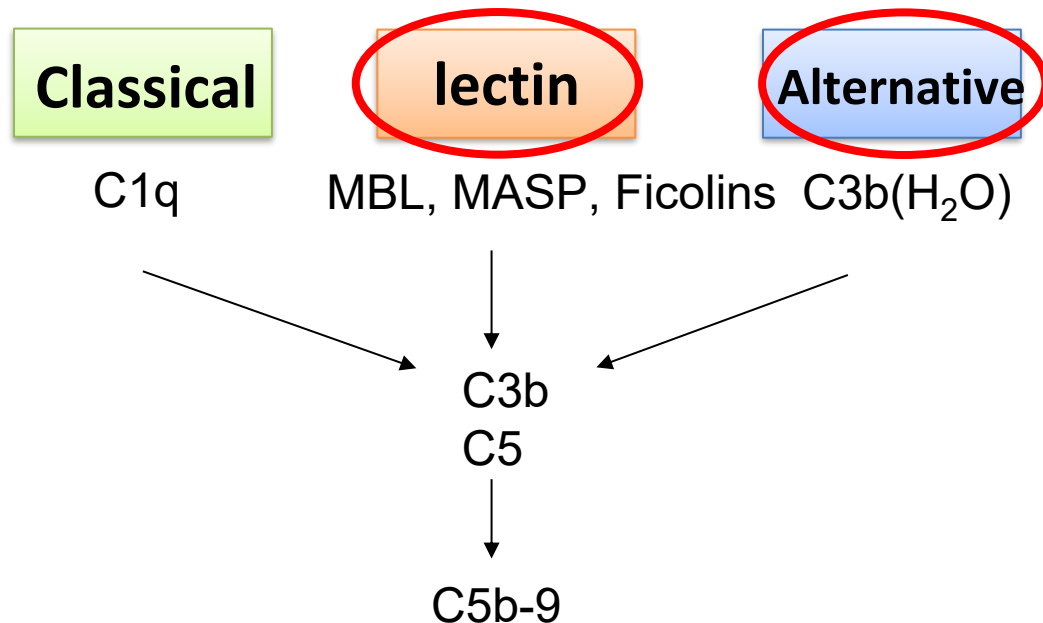 Classical
lectin
Alternative
C1q
MBL, MASP, Ficolins
C3b(H₂O)
C3b
C5
C5b-9